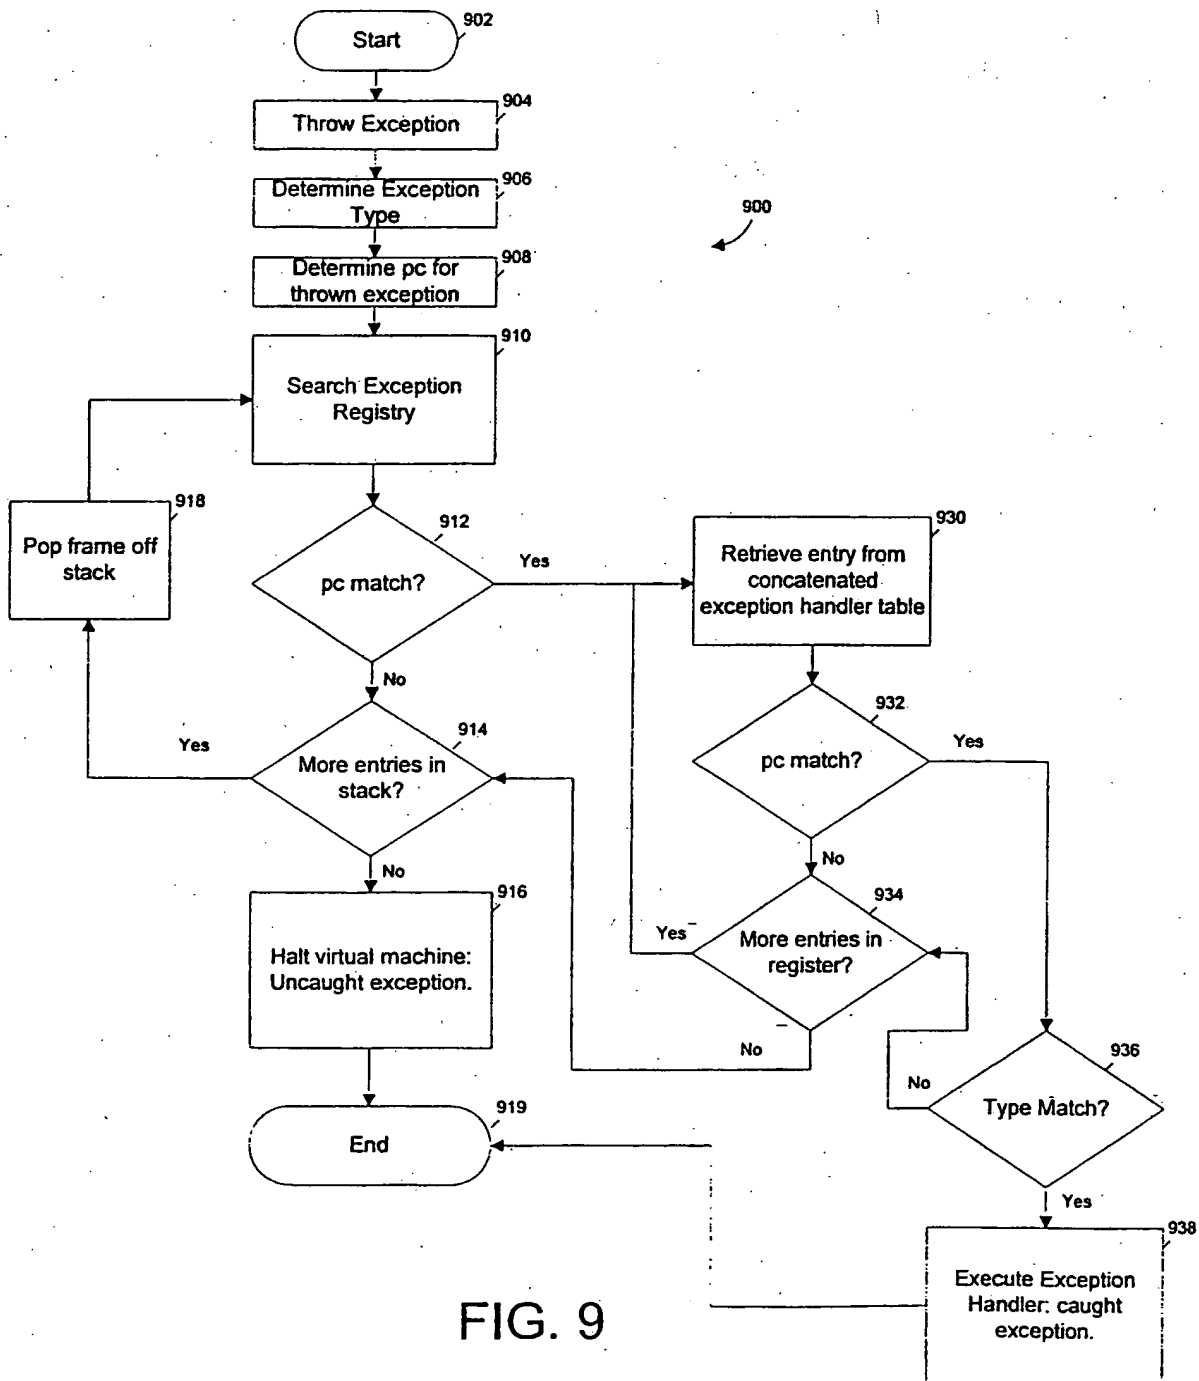 902
Start
904
Throw Exception
906
Determine Exception
Type
900
908
Determine pc for
thrown exception
910
Search Exception
Registry
918
Pop frame off
stack
912
pc match?
Yes
930
Retrieve entry from
concatenated
exception handler table
No
932
pc match?
Yes
914
More entries in
stack?
Yes
No
No
934
More entries in
register?
Yes
No
916
Halt virtual machine:
Uncaught exception.
936
Type Match?
No
Yes
919
End
938
Execute Exception
Handler: caught
exception.
FIG. 9